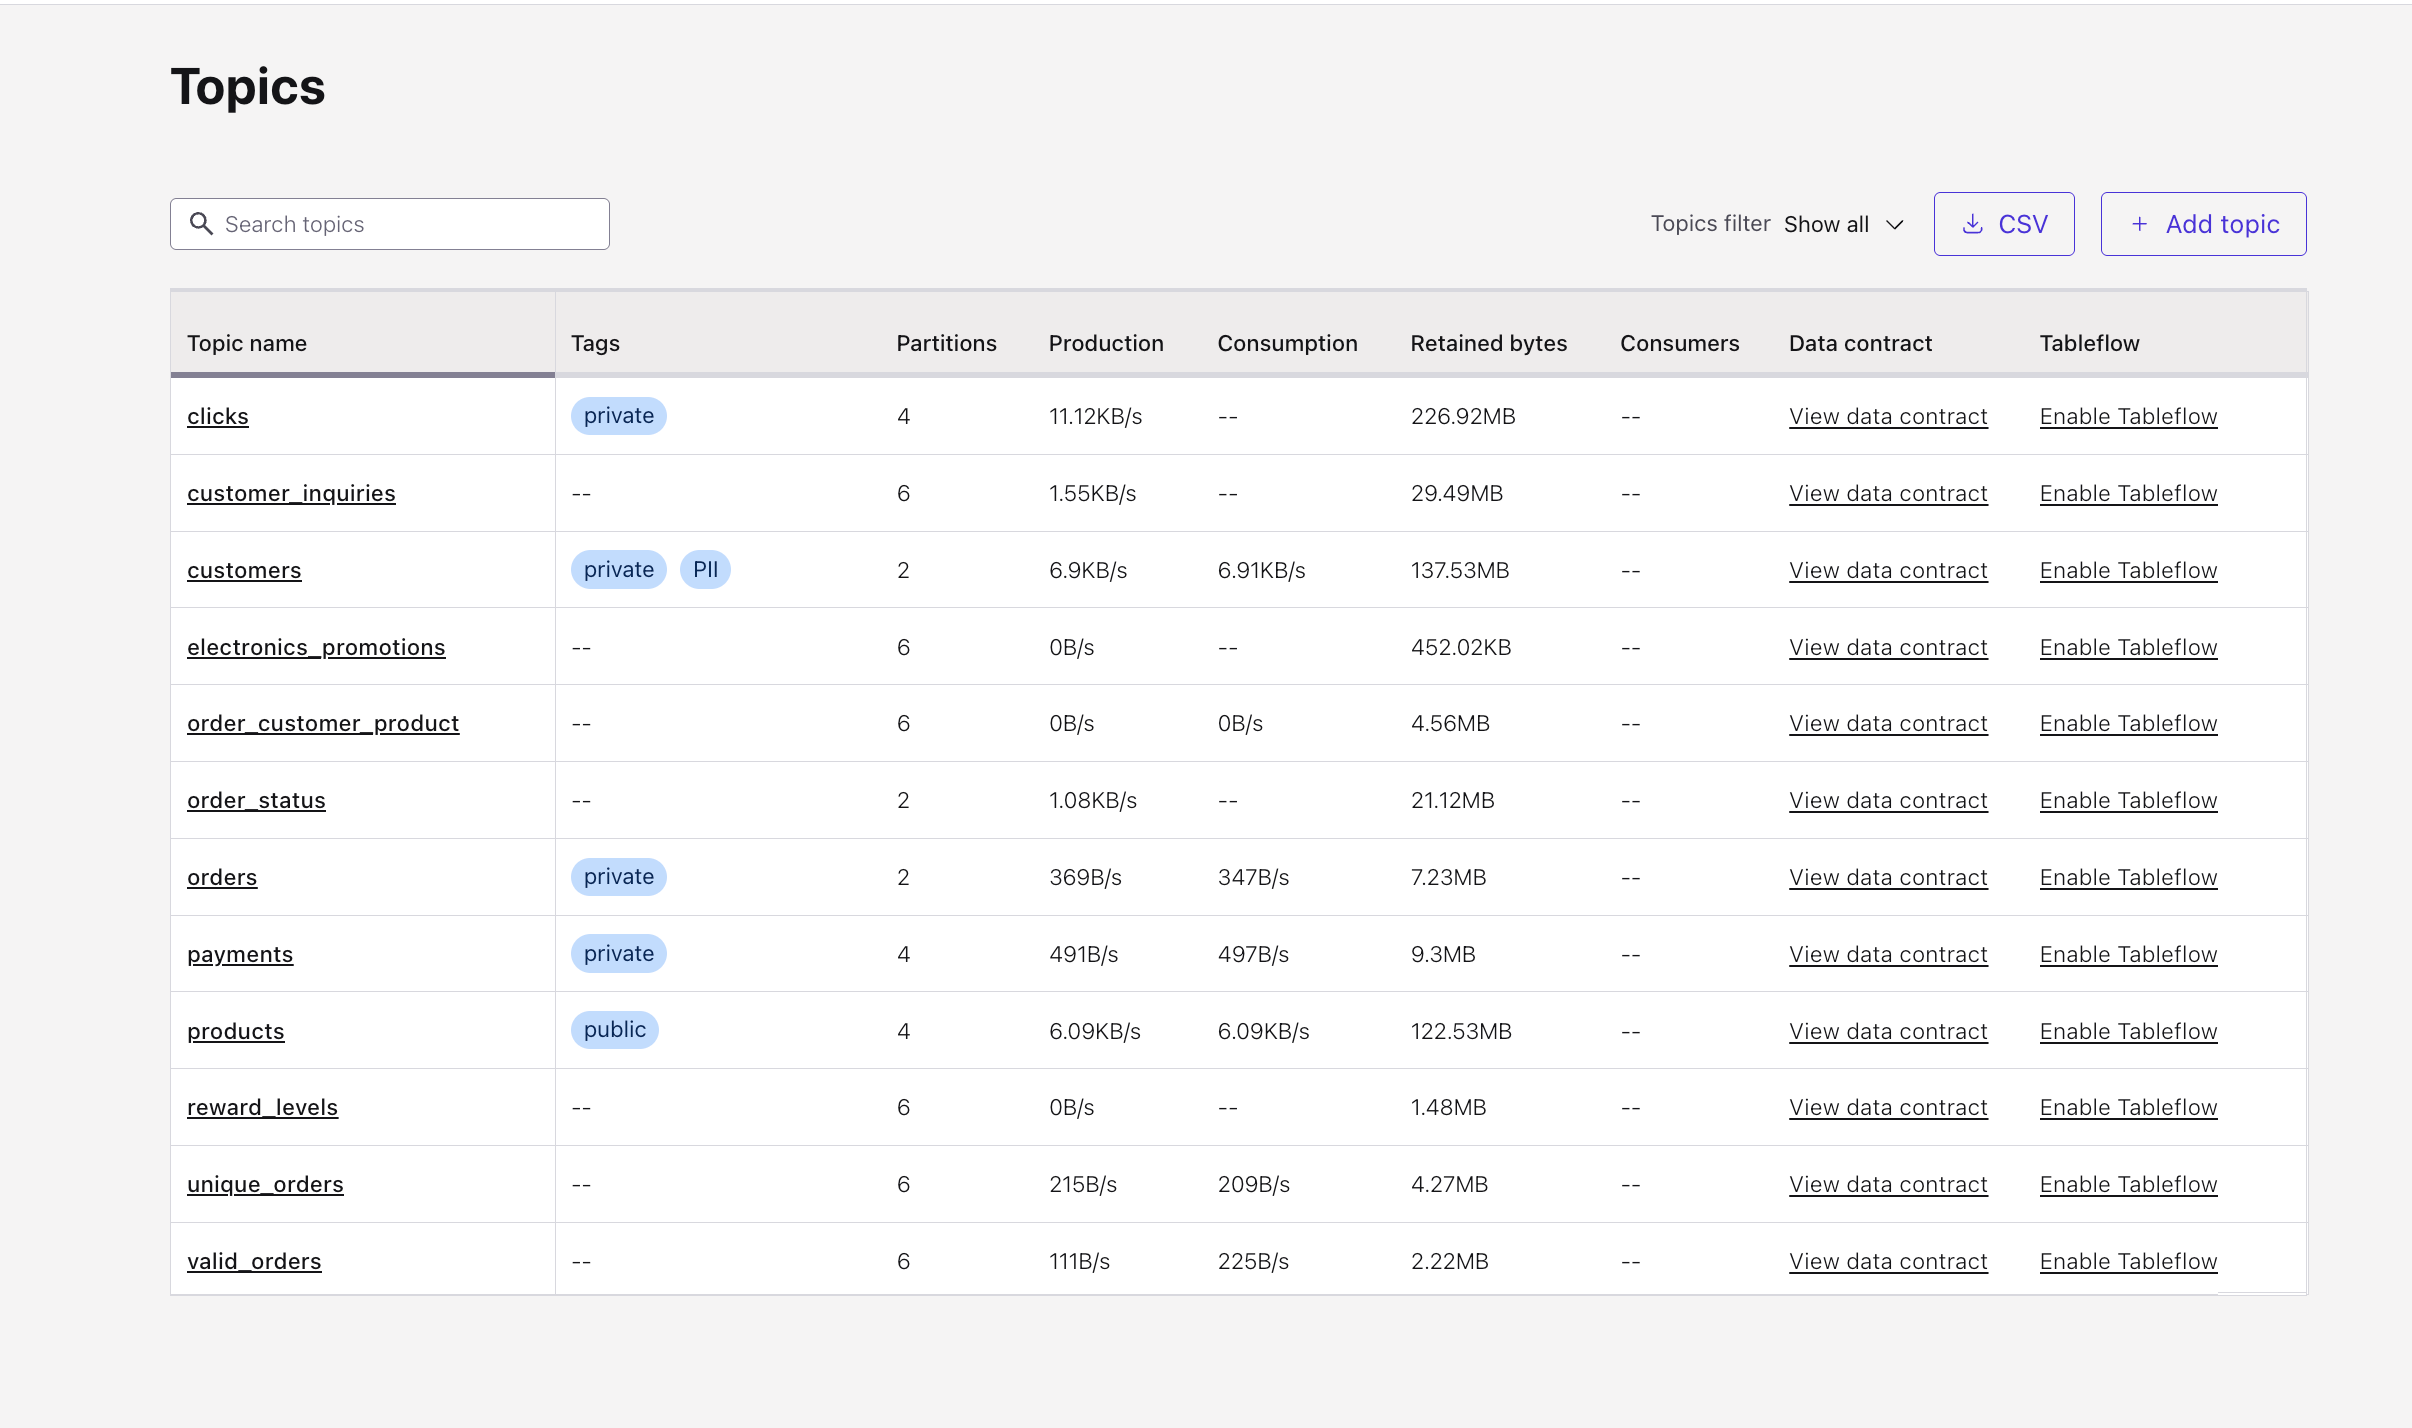 Topics
Search topics
Topics filter Show all CSV + Add topic
Topic name Tags Partitions Production Consumption Retained bytes Consumers Data contract Tableflow
clicks private 4 11.12KB/s -- 226.92MB -- View data contract Enable Tableflow
customer_inquiries -- 6 1.55KB/s -- 29.49MB -- View data contract Enable Tableflow
customers private PII 2 6.9KB/s 6.91KB/s 137.53MB -- View data contract Enable Tableflow
electronics_promotions -- 6 0B/s -- 452.02KB -- View data contract Enable Tableflow
order_customer_product -- 6 0B/s 0B/s 4.56MB -- View data contract Enable Tableflow
order_status -- 2 1.08KB/s -- 21.12MB -- View data contract Enable Tableflow
orders private 2 369B/s 347B/s 7.23MB -- View data contract Enable Tableflow
payments private 4 491B/s 497B/s 9.3MB -- View data contract Enable Tableflow
products public 4 6.09KB/s 6.09KB/s 122.53MB -- View data contract Enable Tableflow
reward_levels -- 6 0B/s -- 1.48MB -- View data contract Enable Tableflow
unique_orders -- 6 215B/s 209B/s 4.27MB -- View data contract Enable Tableflow
valid_orders -- 6 111B/s 225B/s 2.22MB -- View data contract Enable Tableflow